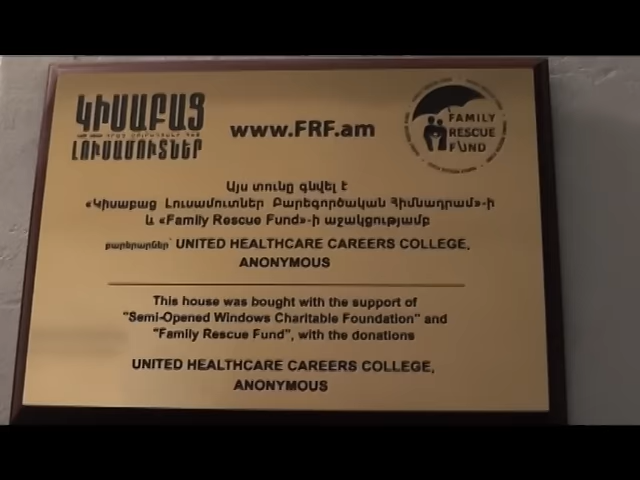 ԿԻՍԱԲԱՑ
ԼՈՒՍԱՄՈՒՏՆԵՐ
www.FRF.am
FAMILY
RESCUE
FUND
Այս տունը գնվել է
«Կիսաբաց Լուսամուտներ Բարեգործական Հիմնադրամ»-ի
և «Family Rescue Fund»-ի աջակցությամբ
բարերարներ՝ UNITED HEALTHCARE CAREERS COLLEGE,
ANONYMOUS
This house was bought with the support of
"Semi-Opened Windows Charitable Foundation" and
"Family Rescue Fund", with the donations
UNITED HEALTHCARE CAREERS COLLEGE,
ANONYMOUS